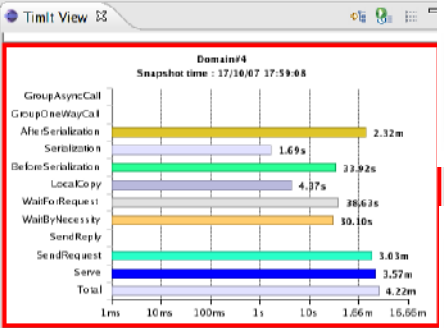 TimIt View
Domain#4
Snapshot time : 17/10/07 17:59:08
GroupAsyncCall
GroupOneWayCall
AfterSerialization 2.32m
Serialization 1.69s
BeforeSerialization 33.92s
LocalCopy 4.37s
WaitForRequest 38.63s
WaitByNecessity 30.10s
SendReply
SendRequest 3.03m
Serve 3.57m
Total 4.22m
1ms 10ms 100ms 1s 10s 1.66m 16.66m